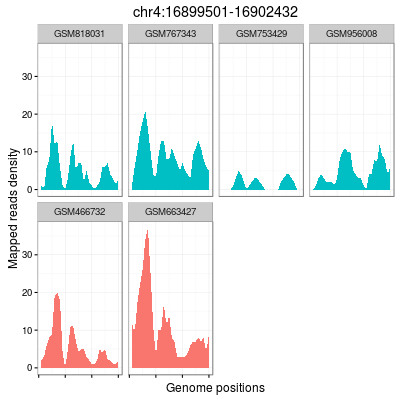 chr4:16899501-16902432
GSM818031 GSM767343 GSM753429 GSM956008
30
20
10
0
GSM466732 GSM663427
30
20
10
0
Mapped reads density
Genome positions